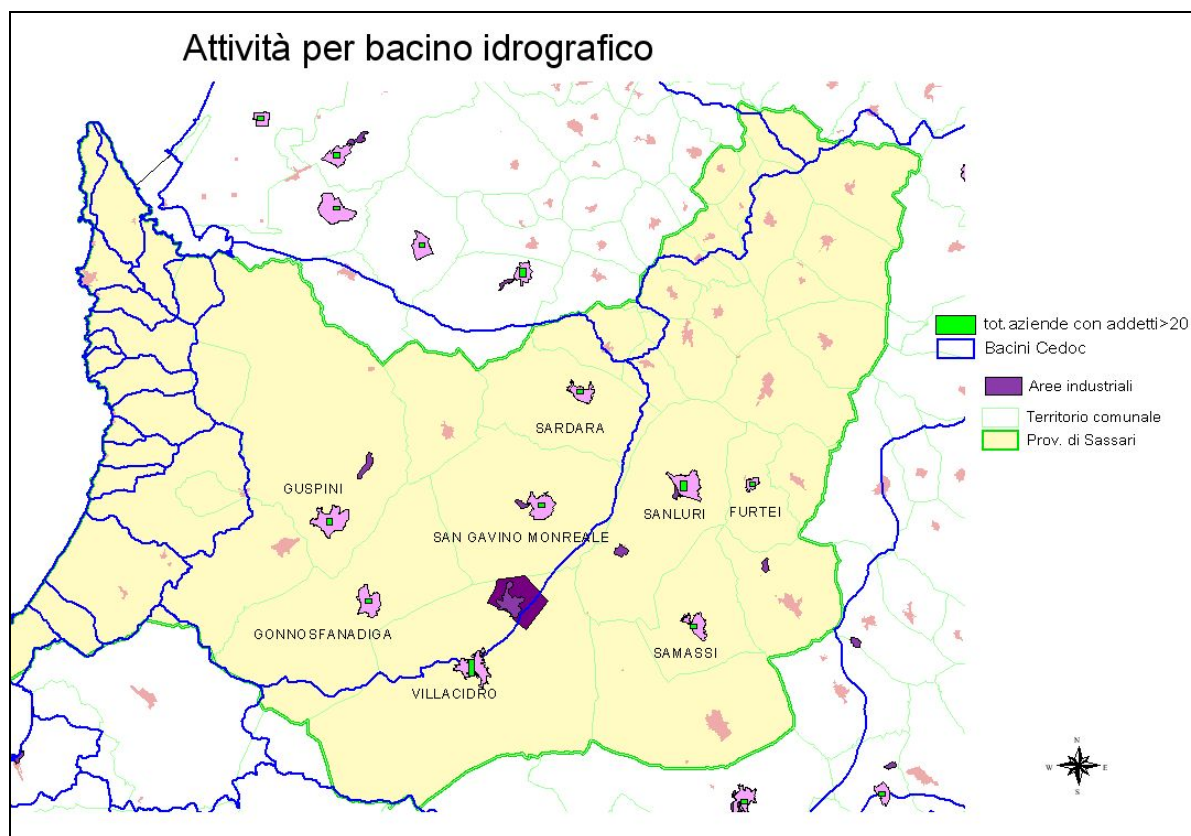 Attività per bacino idrografico
tot.aziende con addetti>20
Bacini Cedoc
Aree industriali
Territorio comunale
Prov. di Sassari
SARDARA
GUSPINI
SANLURI
FURTEI
SAN GAVINO MONREALE
GONNOSFANADIGA
SAMASSI
VILLACIDRO
N
W
E
S